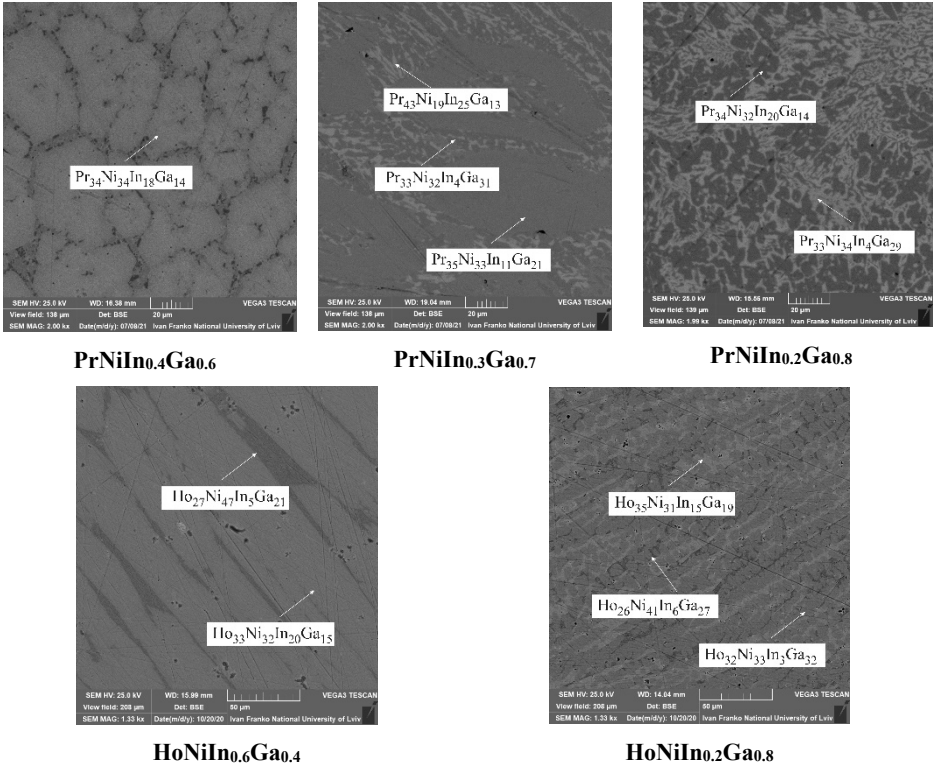 Pr34Ni34In18Ga14
SEM HV: 25.0 kV WD: 16.38 mm VEGA3 TESCAN
View field: 138 µm Det: BSE 20 µm
SEM MAG: 2.00 kx Date(m/d/y): 07/08/21 Ivan Franko National University of Lviv
PrNiIn0.4Ga0.6
Pr43Ni19In25Ga13
Pr33Ni32In4Ga31
Pr35Ni33In11Ga21
SEM HV: 25.0 kV WD: 19.04 mm VEGA3 TESCAN
View field: 138 µm Det: BSE 20 µm
SEM MAG: 2.00 kx Date(m/d/y): 07/08/21 Ivan Franko National University of Lviv
PrNiIn0.3Ga0.7
Pr34Ni32In20Ga14
Pr33Ni34In4Ga29
SEM HV: 25.0 kV WD: 18.86 mm VEGA3 TESCAN
View field: 139 µm Det: BSE 20 µm
SEM MAG: 1.99 kx Date(m/d/y): 07/08/21 Ivan Franko National University of Lviv
PrNiIn0.2Ga0.8
Ho27Ni47In5Ga21
Ho33Ni32In20Ga15
SEM HV: 25.0 kV WD: 15.99 mm VEGA3 TESCAN
View field: 208 µm Det: BSE 50 µm
SEM MAG: 1.33 kx Date(m/d/y): 10/20/20 Ivan Franko National University of Lviv
HoNiIn0.6Ga0.4
Ho35Ni31In15Ga19
Ho26Ni41In6Ga27
Ho32Ni33In3Ga32
SEM HV: 25.0 kV WD: 14.04 mm VEGA3 TESCAN
View field: 208 µm Det: BSE 50 µm
SEM MAG: 1.33 kx Date(m/d/y): 10/20/20 Ivan Franko National University of Lviv
HoNiIn0.2Ga0.8